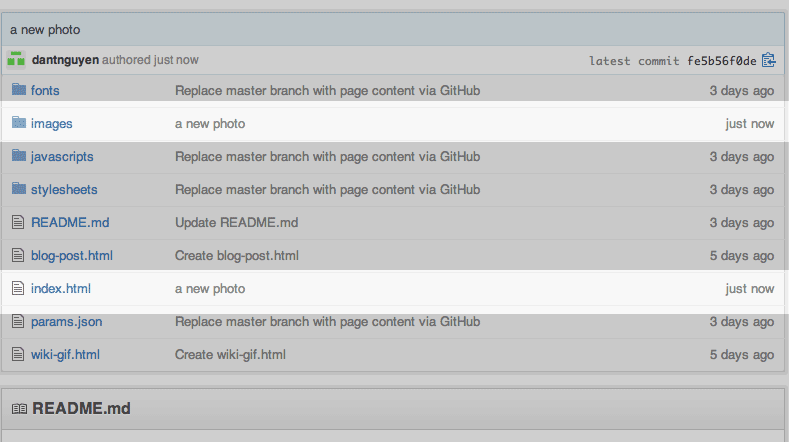 a new photo
dantnguyen authored just now latest commit fe5b56f0de
fonts Replace master branch with page content via GitHub 3 days ago
images a new photo just now
javascripts Replace master branch with page content via GitHub 3 days ago
stylesheets Replace master branch with page content via GitHub 3 days ago
README.md Update README.md 3 days ago
blog-post.html Create blog-post.html 5 days ago
index.html a new photo just now
params.json Replace master branch with page content via GitHub 3 days ago
wiki-gif.html Create wiki-gif.html 5 days ago
README.md